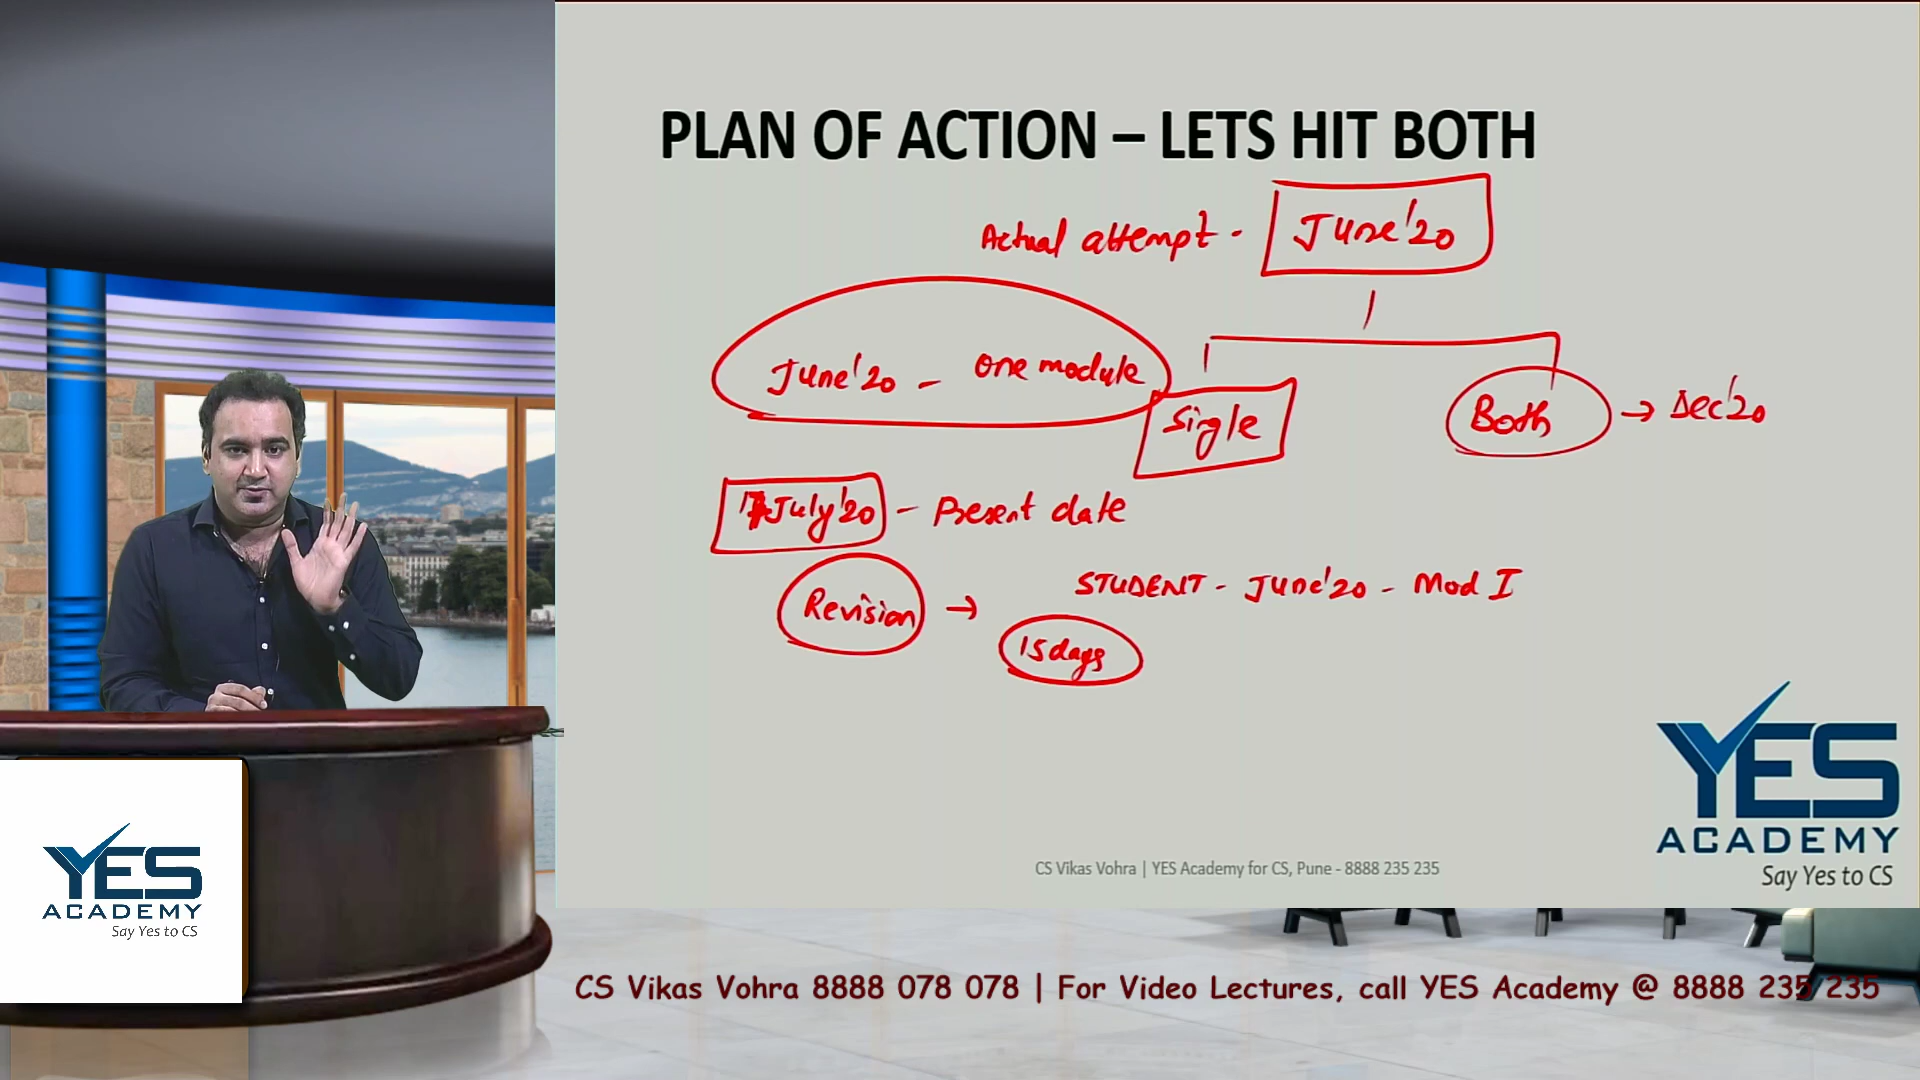 PLAN OF ACTION – LETS HIT BOTH
Actual attempt - June'20
June'20 - one module
Single
Both → Dec'20
July'20 - Present date
Revision →
STUDENT - June'20 - Mod I
15 days
YES
ACADEMY
Say Yes to CS
CS Vikas Vohra | YES Academy for CS, Pune - 8888 235 235
YES
ACADEMY
Say Yes to CS
CS Vikas Vohra 8888 078 078 | For Video Lectures, call YES Academy @ 8888 235 235